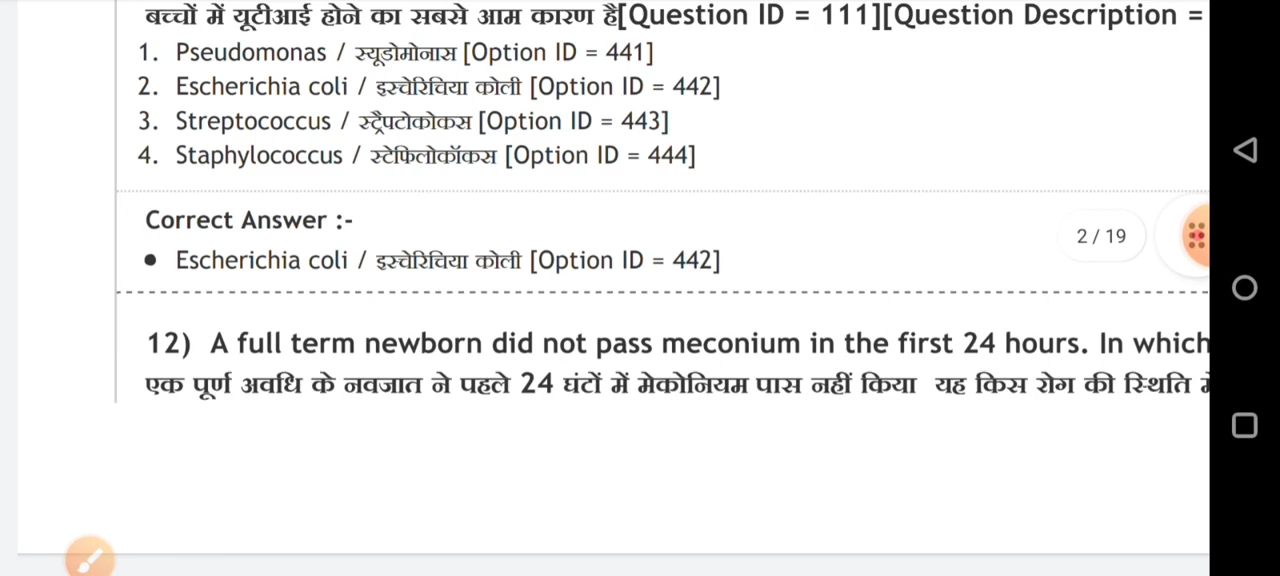 बच्चों में यूटीआई होने का सबसे आम कारण है[Question ID = 111][Question Description =
1. Pseudomonas / स्यूडोमोनास [Option ID = 441]
2. Escherichia coli / इस्चेरिचिया कोली [Option ID = 442]
3. Streptococcus / स्ट्रैपटोकोकस [Option ID = 443]
4. Staphylococcus / स्टेफिलोकॉकस [Option ID = 444]
Correct Answer :-
• Escherichia coli / इस्चेरिचिया कोली [Option ID = 442]
2 / 19
12) A full term newborn did not pass meconium in the first 24 hours. In which
एक पूर्ण अवधि के नवजात ने पहले 24 घंटों में मेकोनियम पास नहीं किया यह किस रोग की स्थिति